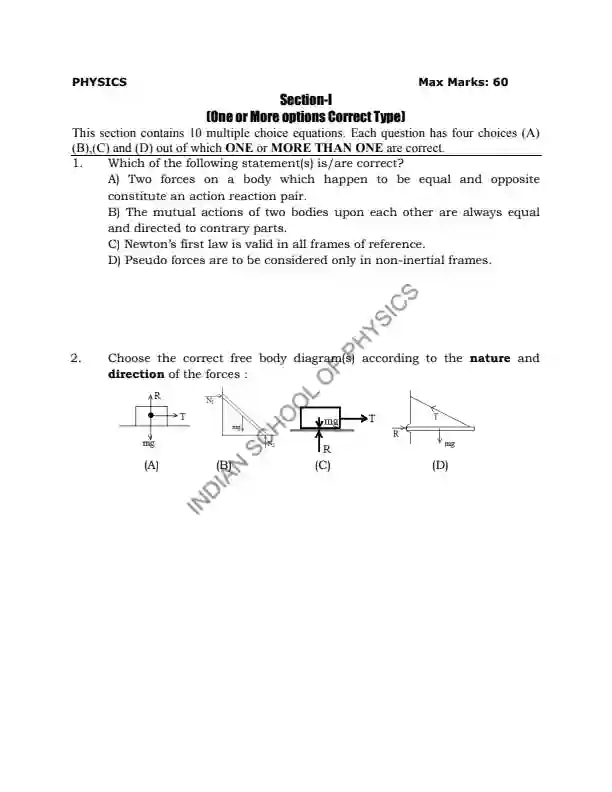 PHYSICS Max Marks: 60
Section-I
(One or More options Correct Type)
This section contains 10 multiple choice equations. Each question has four choices (A)
(B),(C) and (D) out of which ONE or MORE THAN ONE are correct.
1. Which of the following statement(s) is/are correct?
A) Two forces on a body which happen to be equal and opposite
constitute an action reaction pair.
B) The mutual actions of two bodies upon each other are always equal
and directed to contrary parts.
C) Newton's first law is valid in all frames of reference.
D) Pseudo forces are to be considered only in non-inertial frames.
INDIAN SCHOOL OF PHYSICS
2. Choose the correct free body diagram(s) according to the nature and
direction of the forces :
R T mg
mg
mg T R
T R mg
(A) (B) (C) (D)